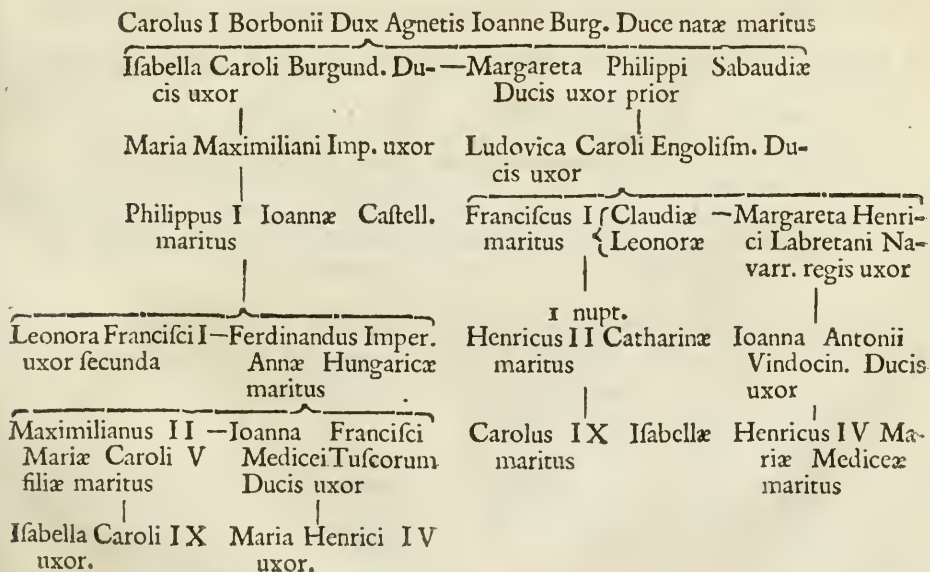 Carolus I Borbonii Dux Agnetis Ioanne Burg. Duce natæ maritus
Iſabella Caroli Burgund. Du-
cis uxor
—Margareta Philippi Sabaudiæ
Ducis uxor prior
Maria Maximiliani Imp. uxor
Ludovica Caroli Engoliſm. Du-
cis uxor
Philippus I Ioannæ Caſtell.
maritus
Franciſcus I { Claudiæ
maritus { Leonoræ
—Margareta Henri-
ci Labretani Na-
varr. regis uxor
Leonora Franciſci I
uxor ſecunda
—Ferdinandus Imper.
Annæ Hungaricæ
maritus
1 nupt.
Henricus II Catharinæ
maritus
Ioanna Antonii
Vindocin. Ducis
uxor
Maximilianus II
Mariæ Caroli V
filiæ maritus
—Ioanna Franciſci
Medicei Tuſcorum
Ducis uxor
Carolus IX Iſabellæ
maritus
Henricus IV Ma-
riæ Mediceæ
maritus
Iſabella Caroli IX
uxor.
Maria Henrici IV
uxor.